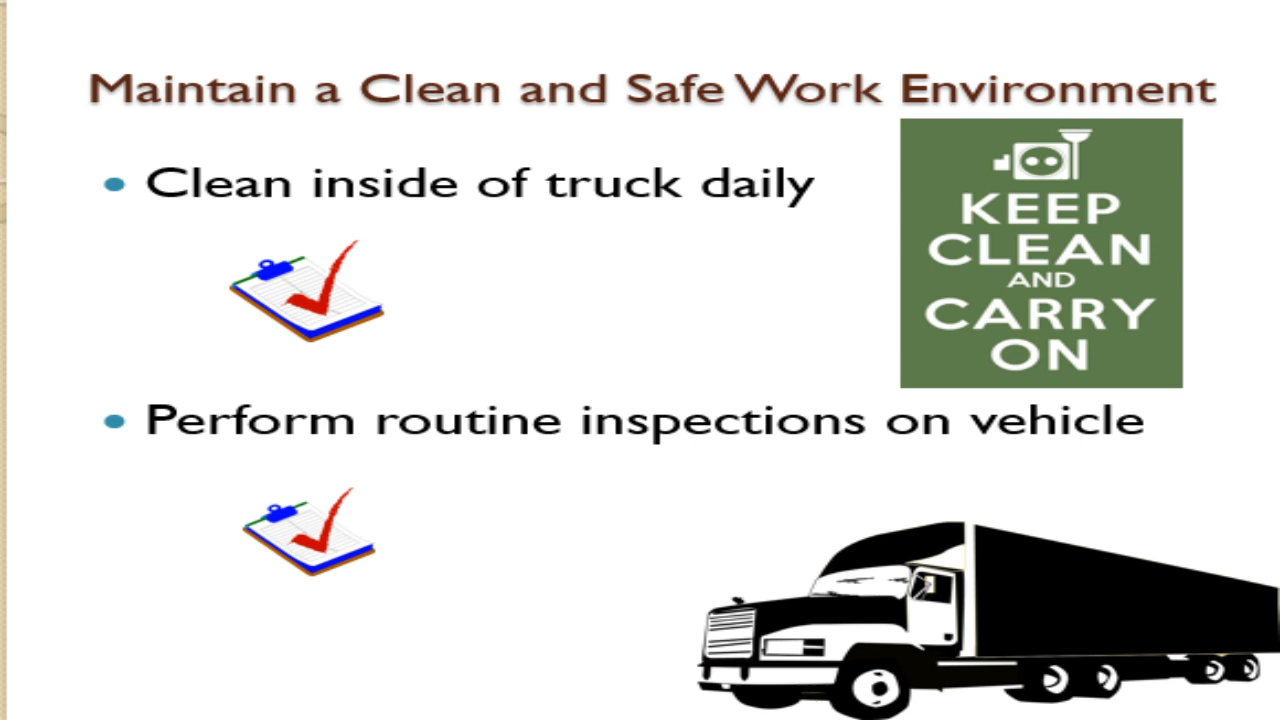 Maintain a Clean and Safe Work Environment
• Clean inside of truck daily
KEEP
CLEAN
AND
CARRY
ON
• Perform routine inspections on vehicle